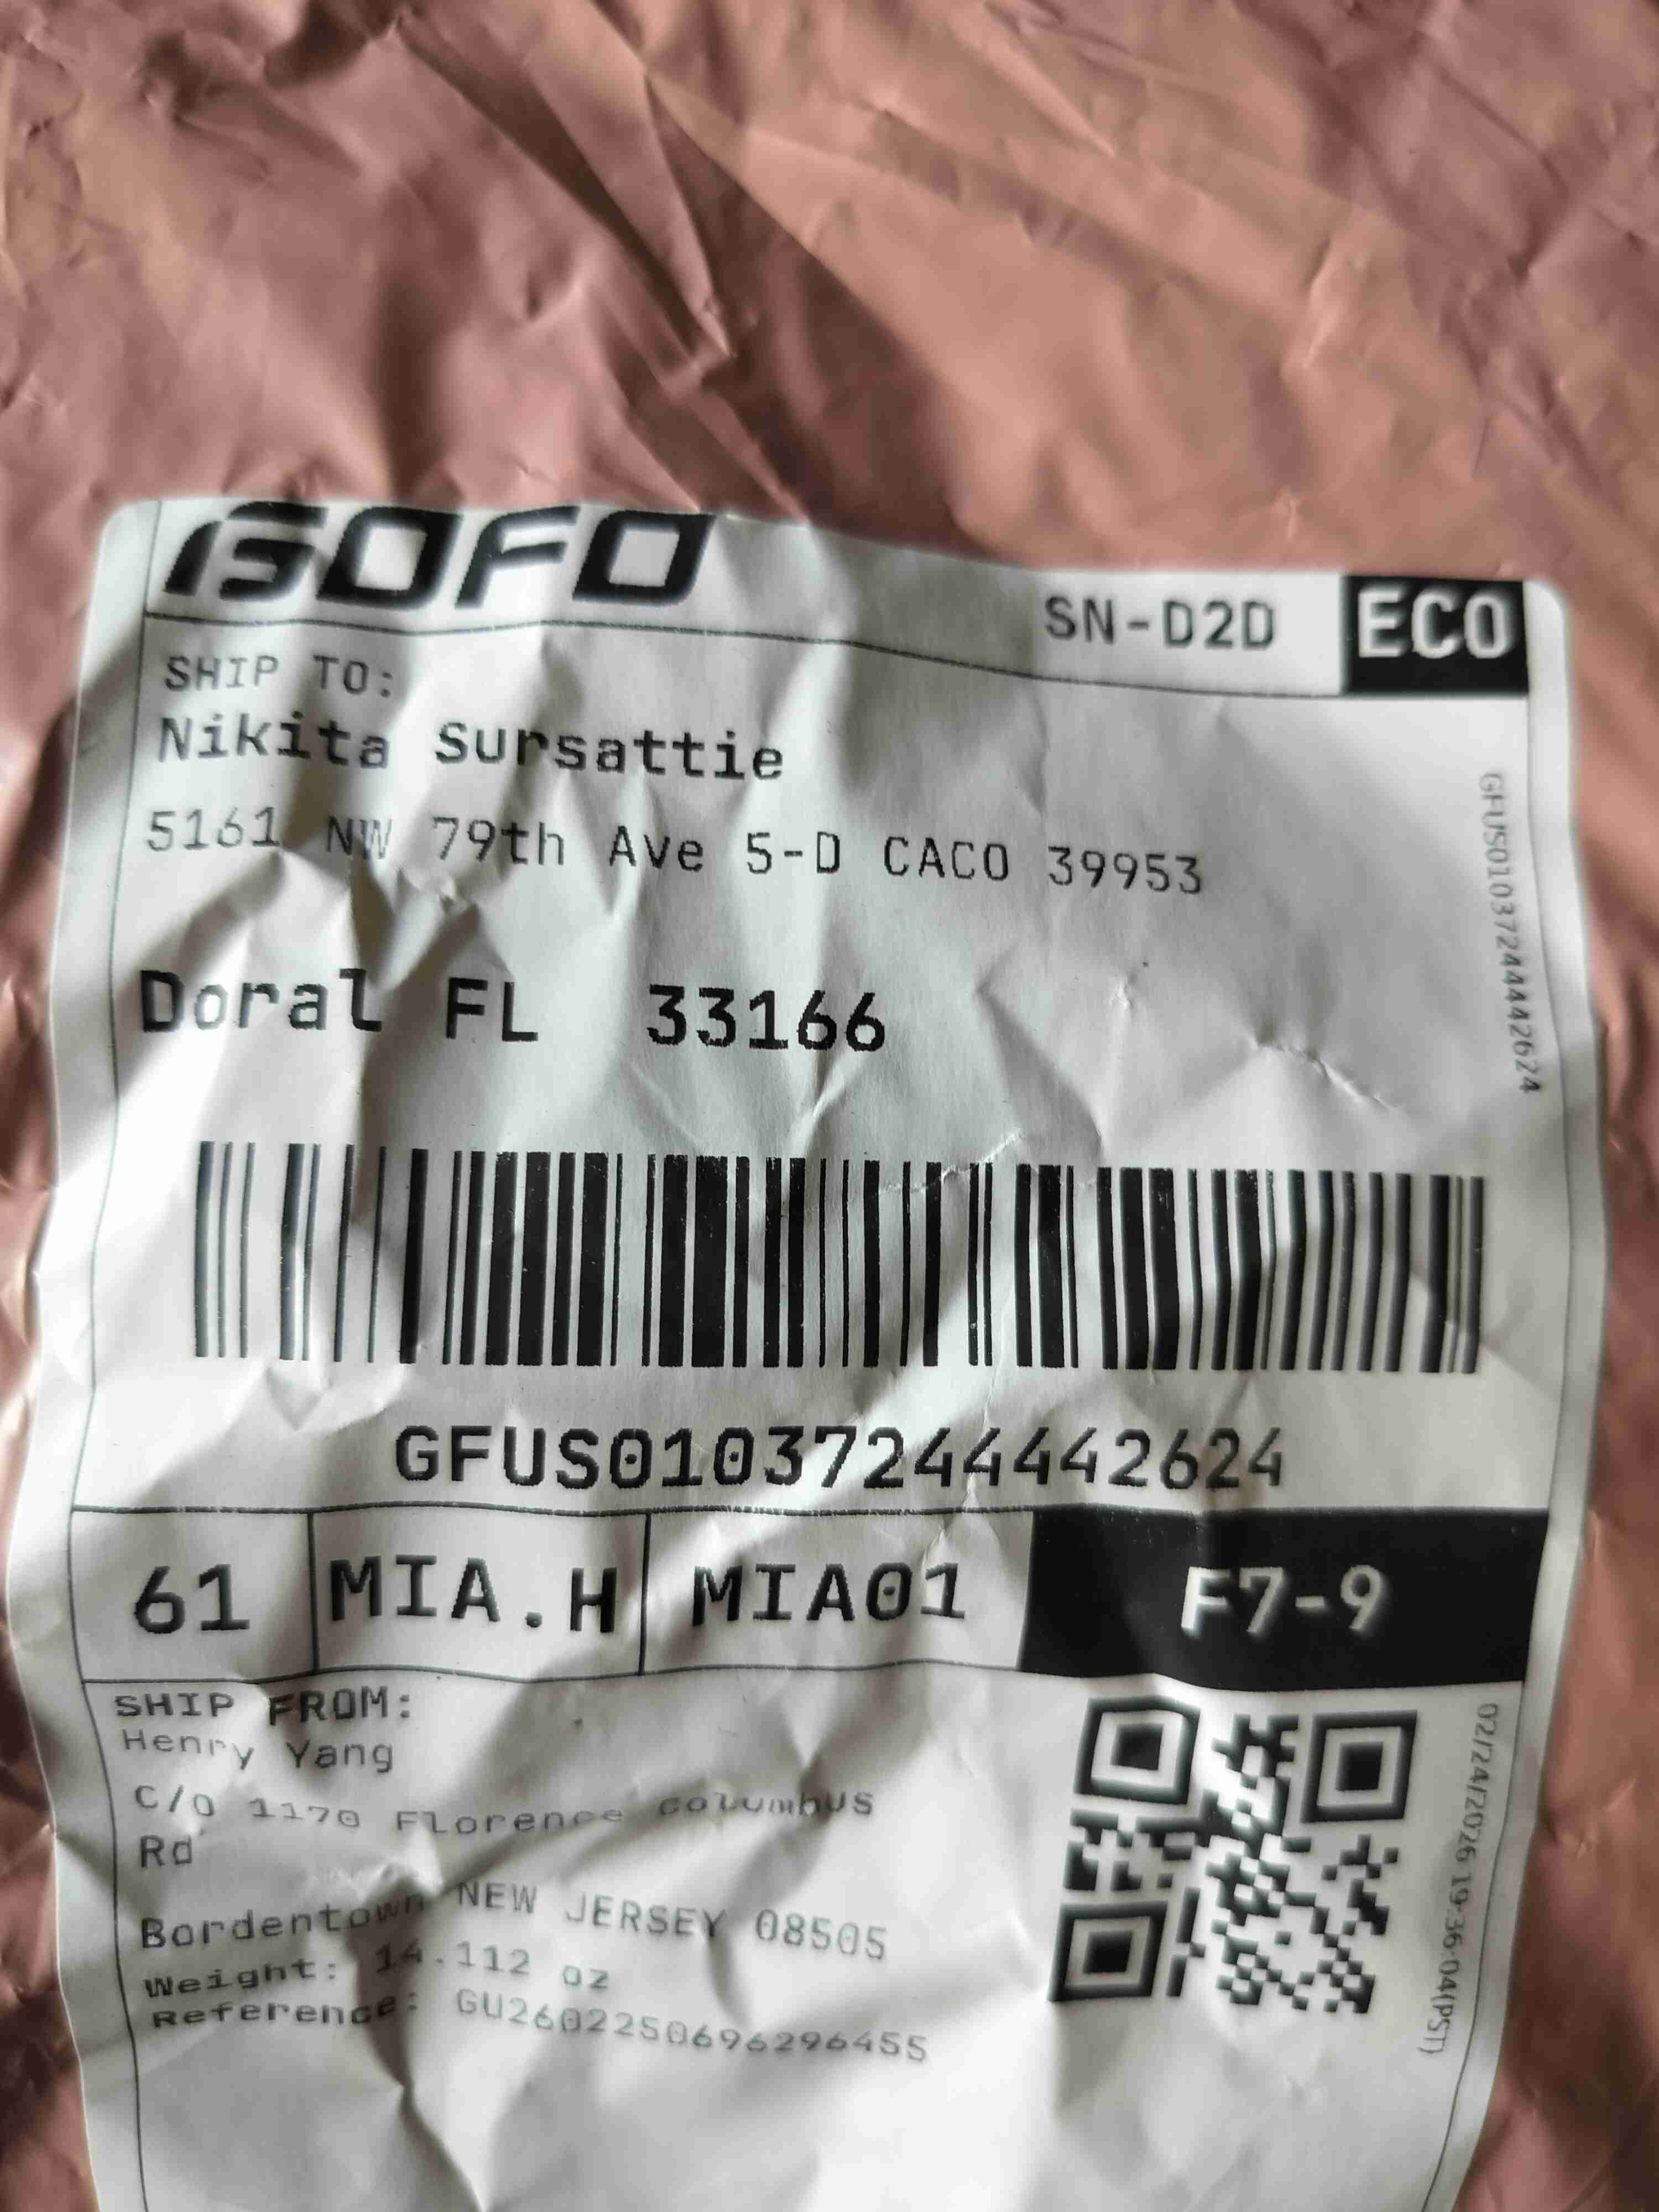 GOFO
SN-D2D
ECO
SHIP TO:
Nikita Sursattie
5161 NW 79th Ave 5-D CACO 39953
Doral FL 33166
GFUS01037244442624
GFUS01037244442624
61 MIA.H MIA01 F7-9
SHIP FROM:
Henry Yang
C/O 1170 Florence Columbus
Rd
Bordentown NEW JERSEY 08505
Weight: 14.112 oz
Reference: GU2602250696296455
02/24/2026 19:36:04(PST)